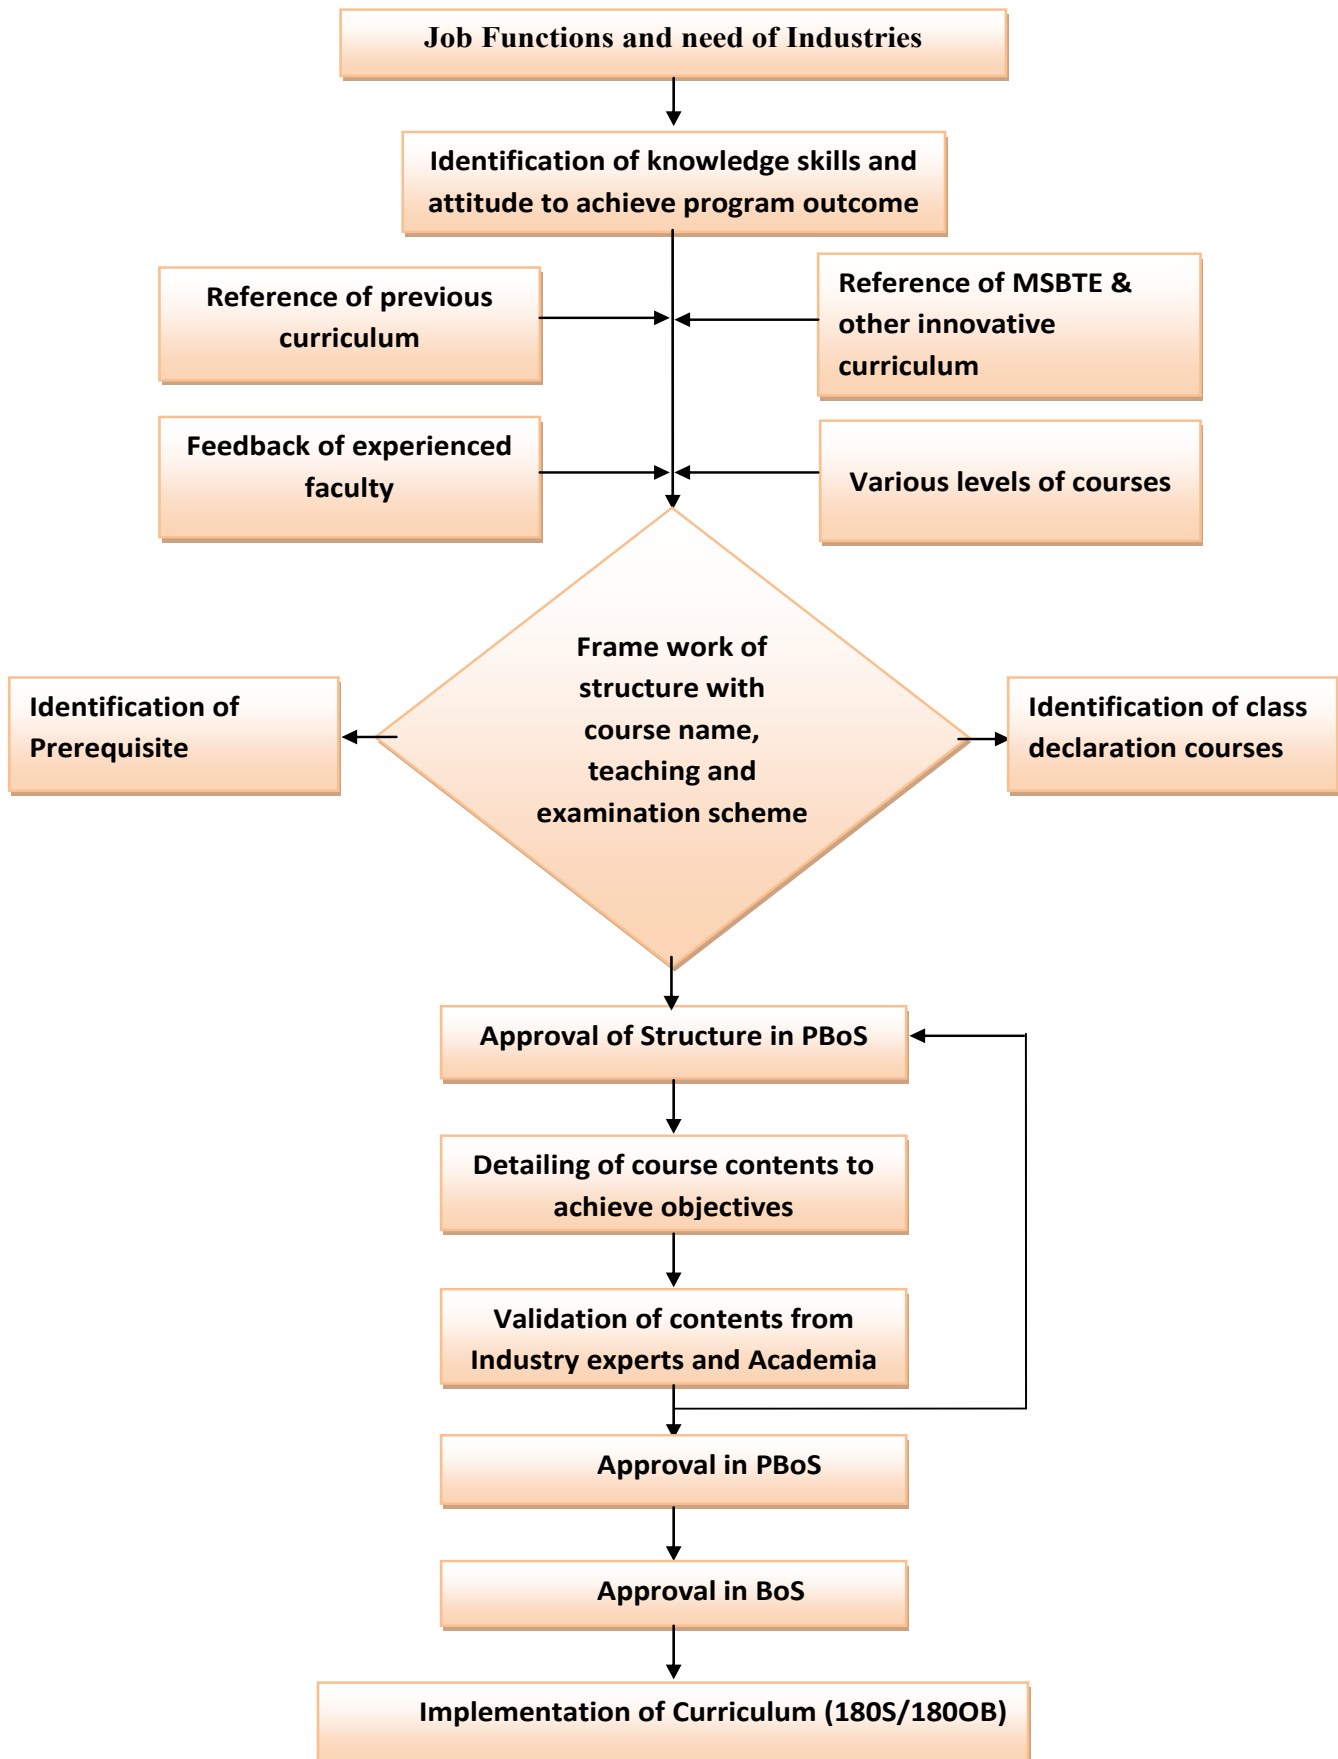 Job Functions and need of Industries
Identification of knowledge skills and
attitude to achieve program outcome
Reference of previous
curriculum
Reference of MSBTE &
other innovative
curriculum
Feedback of experienced
faculty
Various levels of courses
Frame work of
structure with
course name,
teaching and
examination scheme
Identification of
Prerequisite
Identification of class
declaration courses
Approval of Structure in PBoS
Detailing of course contents to
achieve objectives
Validation of contents from
Industry experts and Academia
Approval in PBoS
Approval in BoS
Implementation of Curriculum (180S/180OB)